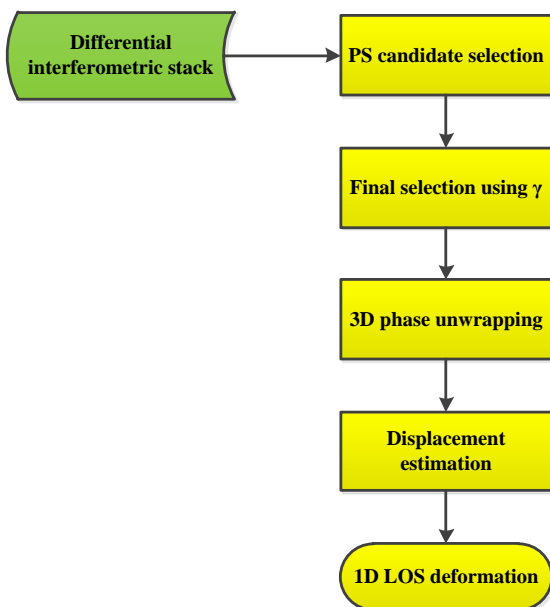 Differential
interferometric stack
PS candidate selection
Final selection using γ
3D phase unwrapping
Displacement
estimation
1D LOS deformation